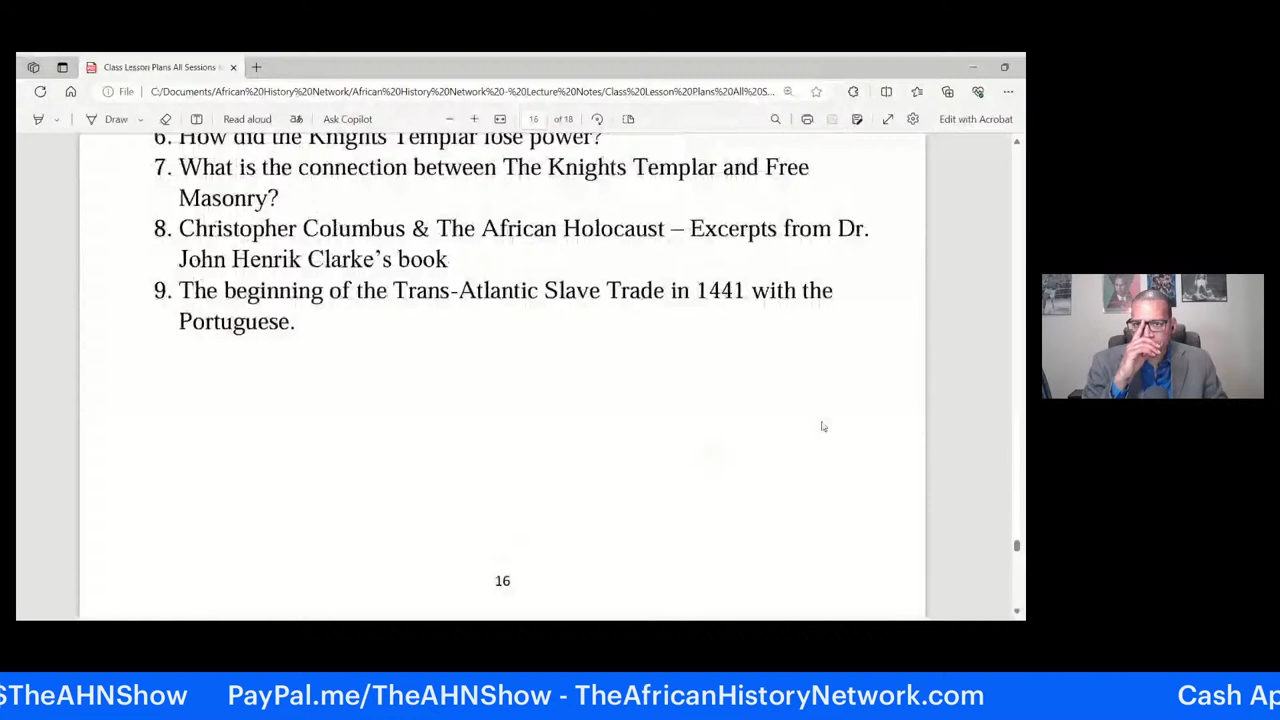 Class Lesson Plans All Sessions
File C:/Documents/African%20History%20Network/African%20History%20Network%20-%20Lecture%20Notes/Class%20Lesson%20Plans%20All%20S...
Draw Read aloud Ask Copilot 16 of 18 Edit with Acrobat
6. How did the Knights Templar lose power?
7. What is the connection between The Knights Templar and Free
Masonry?
8. Christopher Columbus & The African Holocaust – Excerpts from Dr.
John Henrik Clarke's book
9. The beginning of the Trans-Atlantic Slave Trade in 1441 with the
Portuguese.
16
$TheAHNShow PayPal.me/TheAHNShow - TheAfricanHistoryNetwork.com Cash Ap